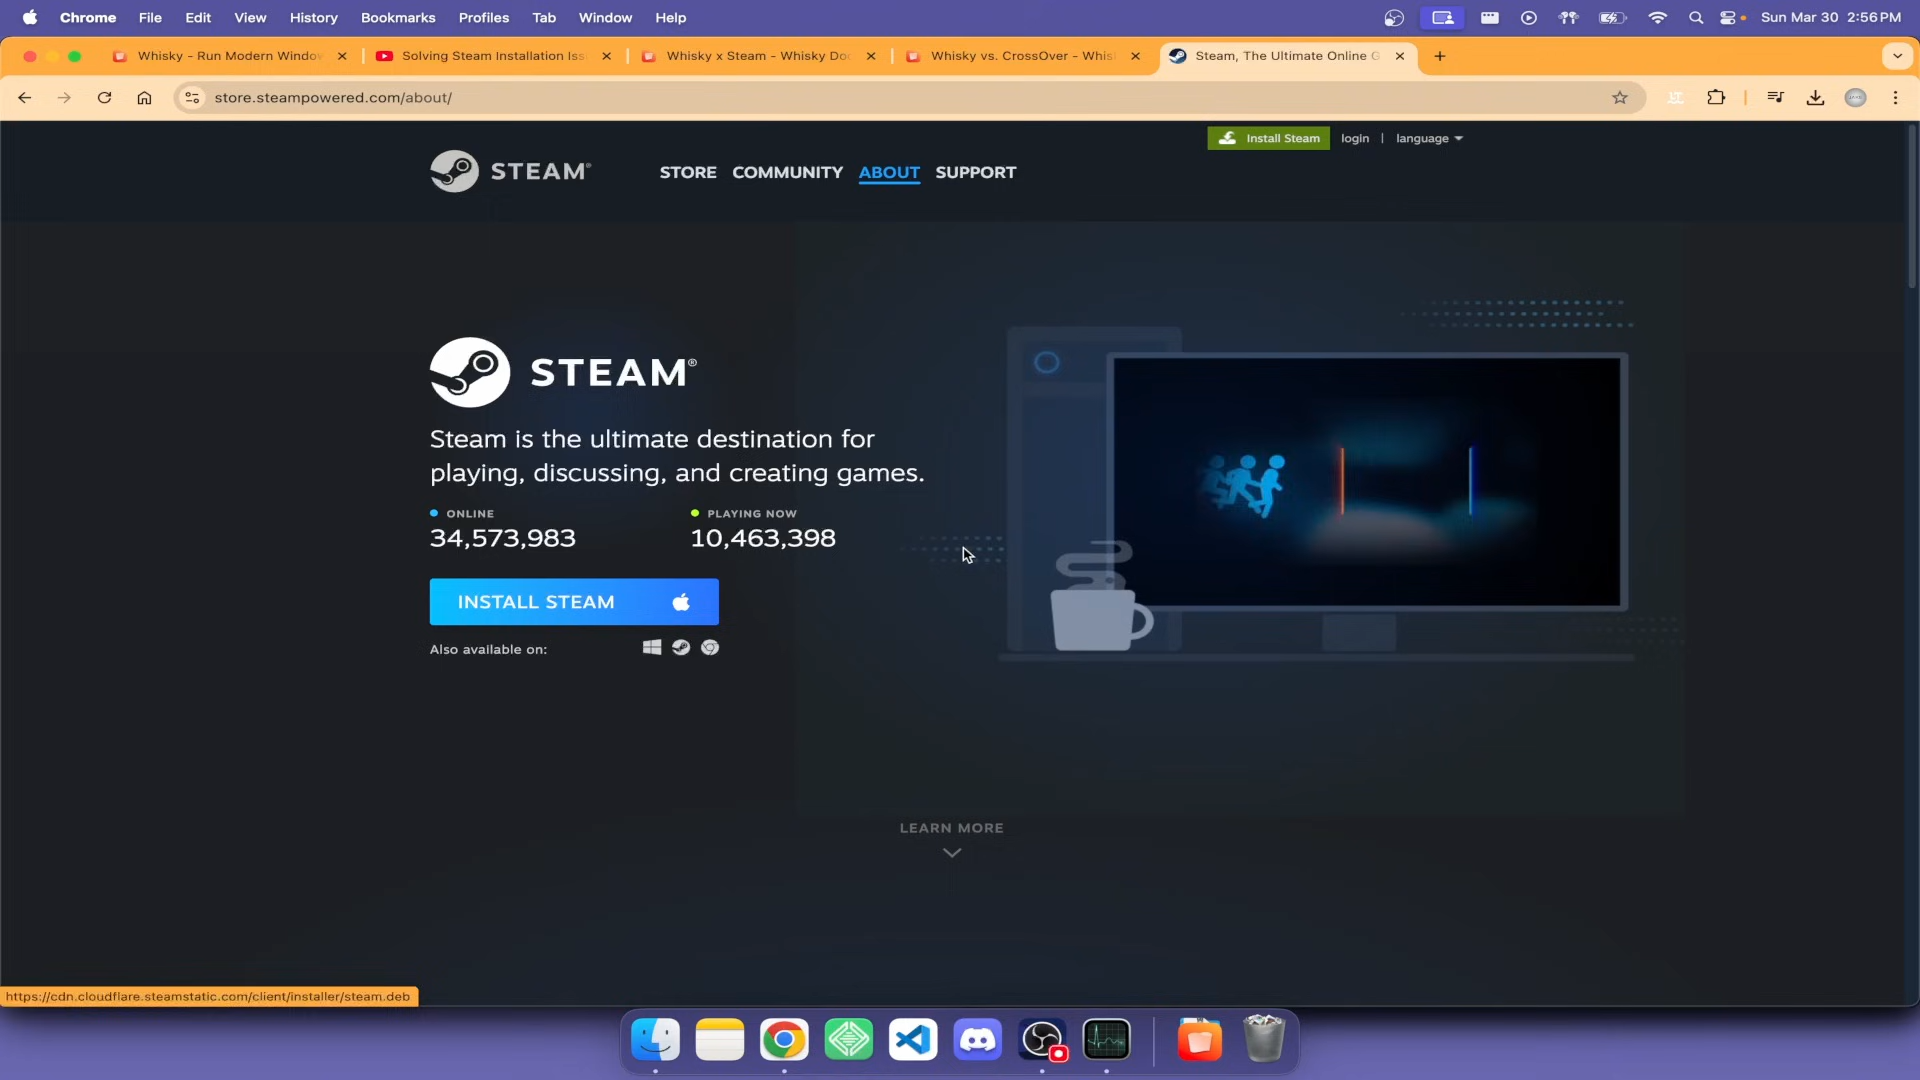 Chrome File Edit View History Bookmarks Profiles Tab Window Help Sun Mar 30 2:56 PM
Whisky - Run Modern Window Solving Steam Installation Iss Whisky x Steam - Whisky Do Whisky vs. CrossOver - Whis Steam, The Ultimate Online G
store.steampowered.com/about/
Install Steam login | language
STEAM® STORE COMMUNITY ABOUT SUPPORT
STEAM®
Steam is the ultimate destination for
playing, discussing, and creating games.
ONLINE PLAYING NOW
34,573,983 10,463,398
INSTALL STEAM
Also available on:
LEARN MORE
https://cdn.cloudflare.steamstatic.com/client/installer/steam.deb